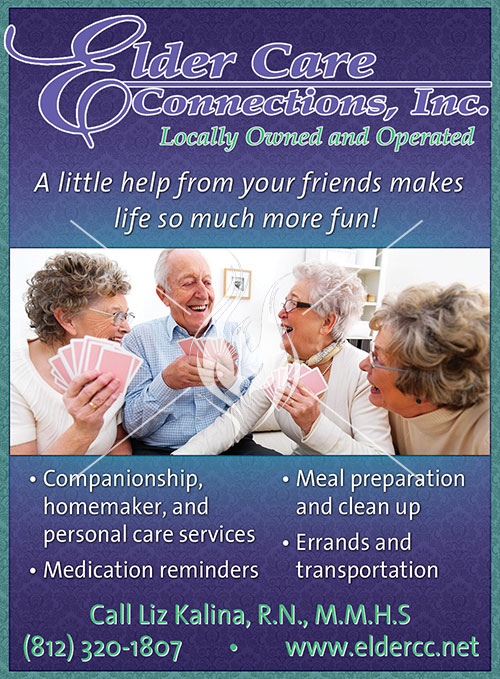 Elder Care
Connections, Inc.
Locally Owned and Operated
A little help from your friends makes
life so much more fun!
• Companionship,
homemaker, and
personal care services
• Medication reminders
• Meal preparation
and clean up
• Errands and
transportation
Call Liz Kalina, R.N., M.M.H.S
(812) 320-1807 • www.eldercc.net